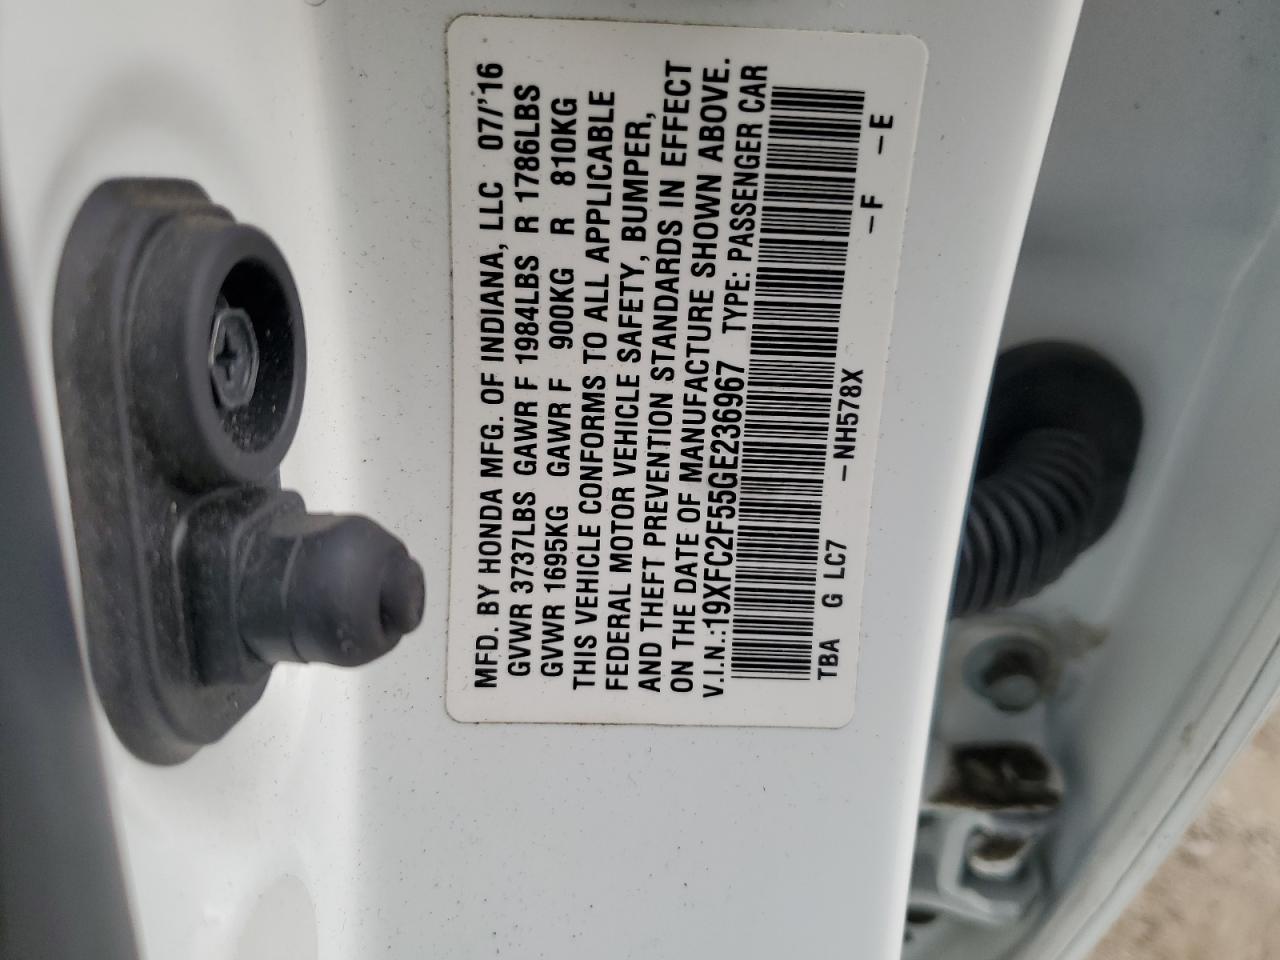 MFD. BY HONDA MFG. OF INDIANA, LLC 07/'16
GVWR 3737LBS GAWR F 1984LBS R 1786LBS
GVWR 1695KG GAWR F 900KG R 810KG
THIS VEHICLE CONFORMS TO ALL APPLICABLE
FEDERAL MOTOR VEHICLE SAFETY, BUMPER,
AND THEFT PREVENTION STANDARDS IN EFFECT
ON THE DATE OF MANUFACTURE SHOWN ABOVE.
V.I.N.:19XFC2F55GE236967 TYPE: PASSENGER CAR
TBA G LC7 -NH578X -F -E